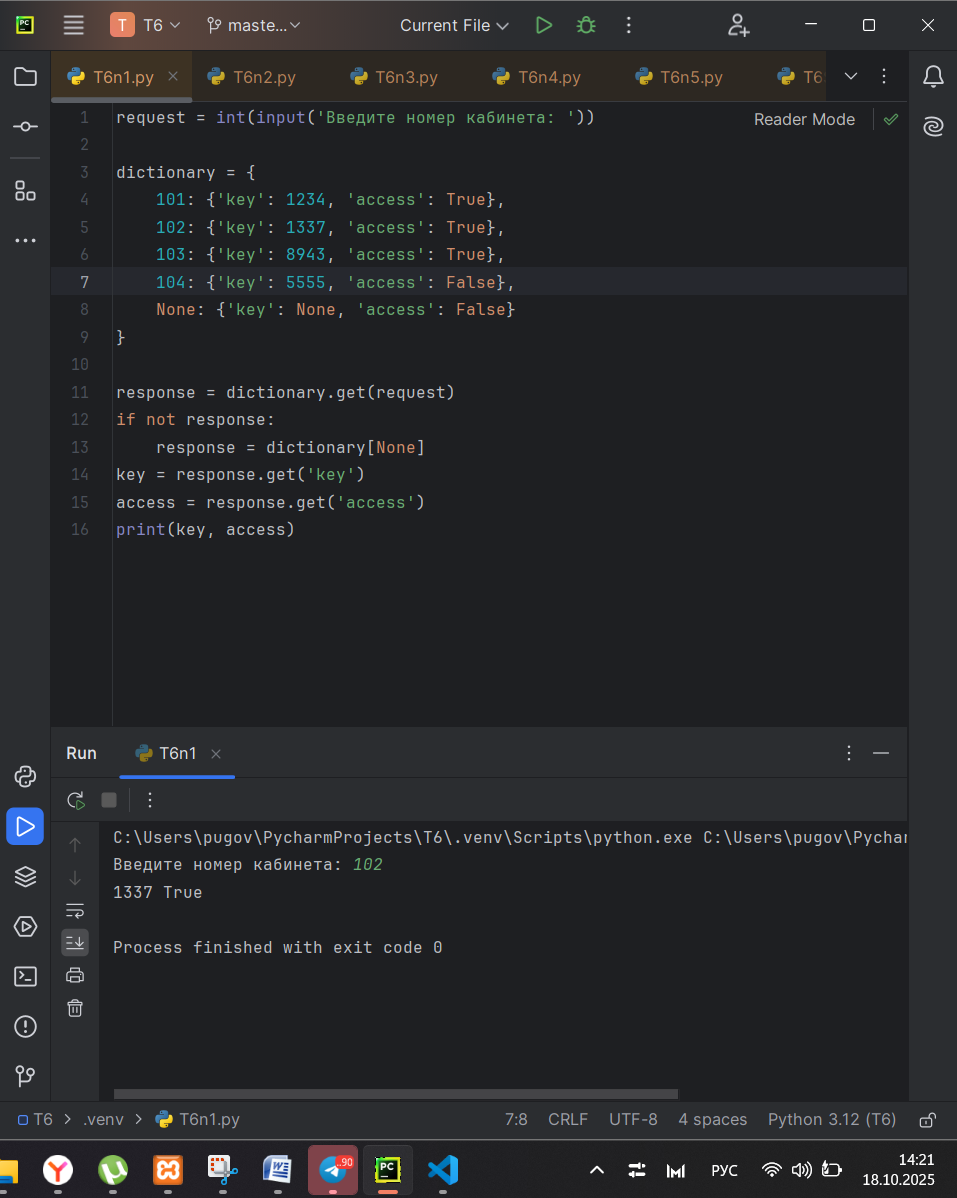 PC T T6 maste... Current File
T6n1.py T6n2.py T6n3.py T6n4.py T6n5.py T6
1 request = int(input('Введите номер кабинета: ')) Reader Mode
2
3 dictionary = {
4 101: {'key': 1234, 'access': True},
5 102: {'key': 1337, 'access': True},
6 103: {'key': 8943, 'access': True},
7 104: {'key': 5555, 'access': False},
8 None: {'key': None, 'access': False}
9 }
10
11 response = dictionary.get(request)
12 if not response:
13 response = dictionary[None]
14 key = response.get('key')
15 access = response.get('access')
16 print(key, access)
Run T6n1
C:\Users\pugov\PycharmProjects\T6\.venv\Scripts\python.exe C:\Users\pugov\Pychar
Введите номер кабинета: 102
1337 True
Process finished with exit code 0
T6 > .venv > T6n1.py 7:8 CRLF UTF-8 4 spaces Python 3.12 (T6)
..90 PC РУС 14:21
18.10.2025